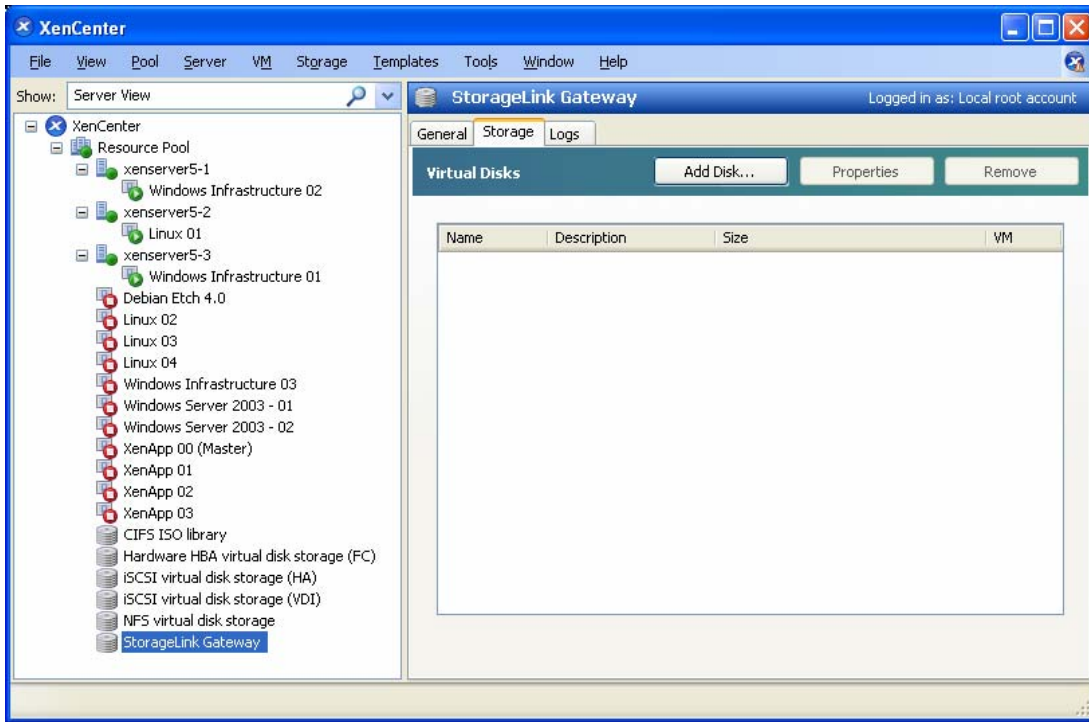 XenCenter
File View Pool Server VM Storage Templates Tools Window Help
Show: Server View
StorageLink Gateway Logged in as: Local root account
XenCenter
Resource Pool
xenserver5-1
Windows Infrastructure 02
xenserver5-2
Linux 01
xenserver5-3
Windows Infrastructure 01
Debian Etch 4.0
Linux 02
Linux 03
Linux 04
Windows Infrastructure 03
Windows Server 2003 - 01
Windows Server 2003 - 02
XenApp 00 (Master)
XenApp 01
XenApp 02
XenApp 03
CIFS ISO library
Hardware HBA virtual disk storage (FC)
iSCSI virtual disk storage (HA)
iSCSI virtual disk storage (VDI)
NFS virtual disk storage
StorageLink Gateway
General Storage Logs
Virtual Disks Add Disk... Properties Remove
Name Description Size VM